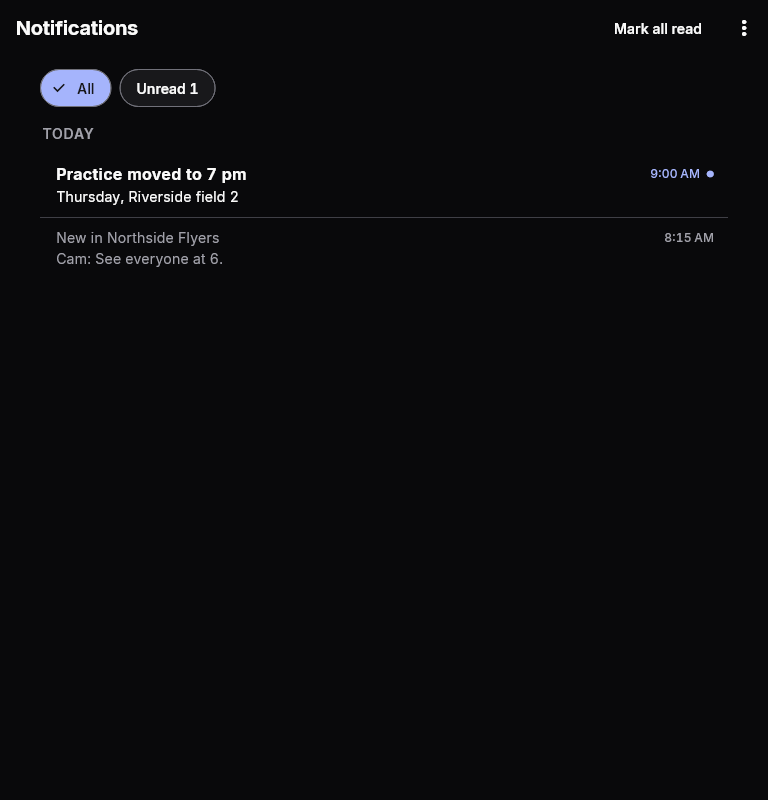 Notifications
Mark all read
All
Unread 1
TODAY
Practice moved to 7 pm
9:00 AM
Thursday, Riverside field 2
New in Northside Flyers
8:15 AM
Cam: See everyone at 6.